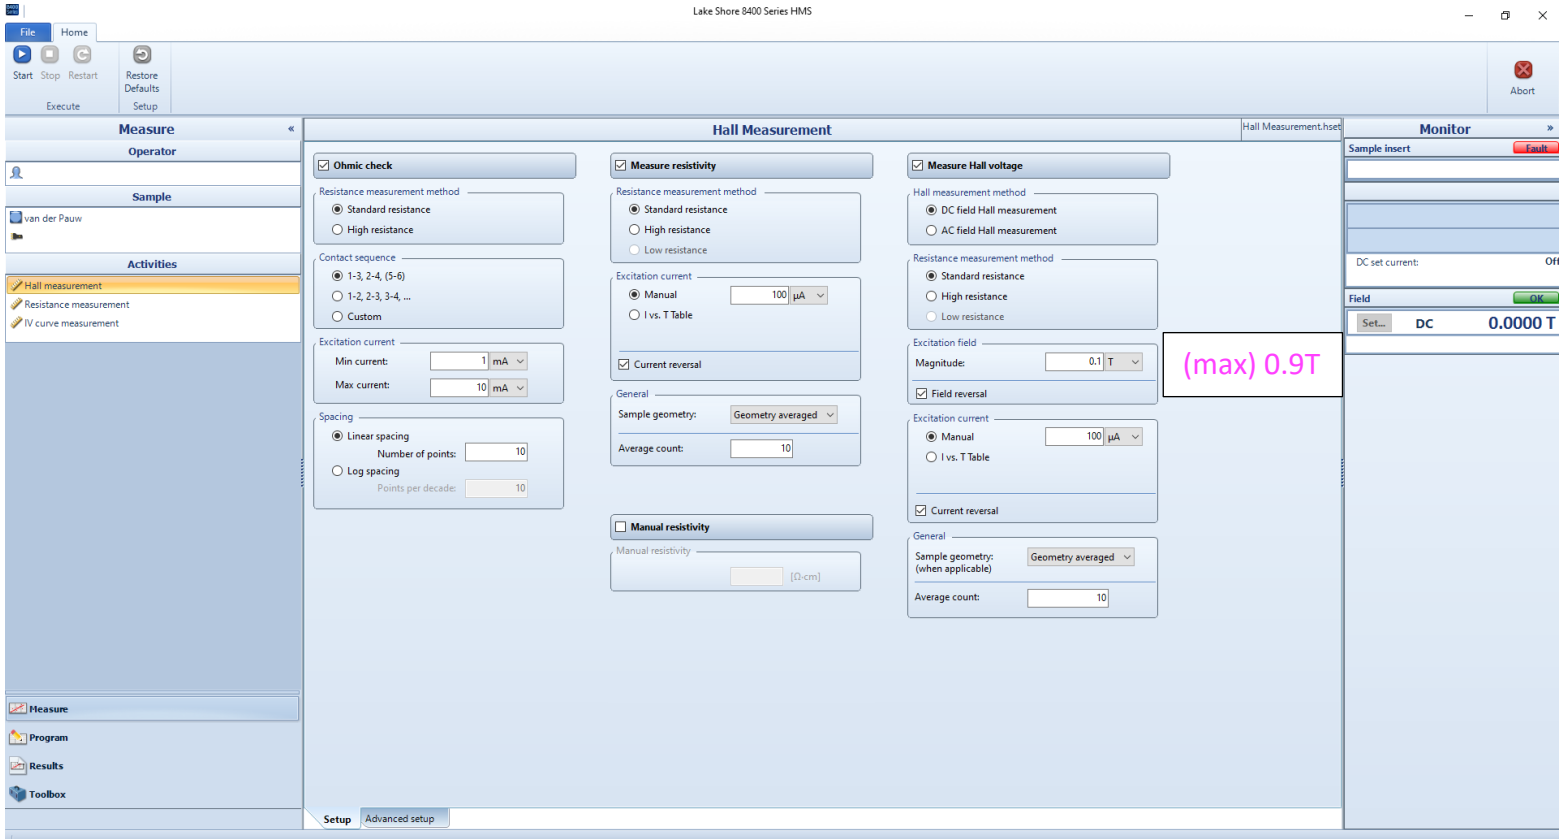 Lake Shore 8400 Series HMS
File Home
Start Stop Restart
Restore
Defaults
Execute Setup
Abort
Measure «
Operator
Sample
van der Pauw
Activities
Hall measurement
Resistance measurement
IV curve measurement
Measure
Program
Results
Toolbox
Hall Measurement
Hall Measurement.hset
Ohmic check
Resistance measurement method
Standard resistance
High resistance
Contact sequence
1-3, 2-4, (5-6)
1-2, 2-3, 3-4, ...
Custom
Excitation current
Min current: 1 mA
Max current: 10 mA
Spacing
Linear spacing
Number of points: 10
Log spacing
Points per decade: 10
Measure resistivity
Resistance measurement method
Standard resistance
High resistance
Low resistance
Excitation current
Manual 100 µA
I vs. T Table
Current reversal
General
Sample geometry: Geometry averaged
Average count: 10
Manual resistivity
Manual resistivity
[Ω·cm]
Measure Hall voltage
Hall measurement method
DC field Hall measurement
AC field Hall measurement
Resistance measurement method
Standard resistance
High resistance
Low resistance
Excitation field
Magnitude: 0.1 T
Field reversal
(max) 0.9T
Excitation current
Manual 100 µA
I vs. T Table
Current reversal
General
Sample geometry: Geometry averaged
(when applicable)
Average count: 10
Setup Advanced setup
Monitor »
Sample insert Fault
DC set current: Off
Field OK
Set... DC 0.0000 T